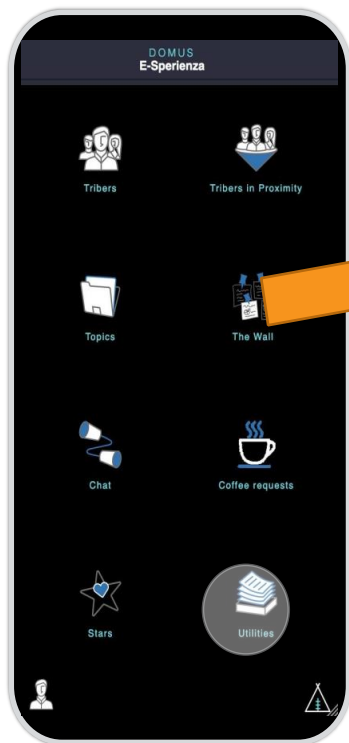 DOMUS
E-Sperienza
Tribers
Tribers in Proximity
Topics
The Wall
Chat
Coffee requests
Stars
Utilities